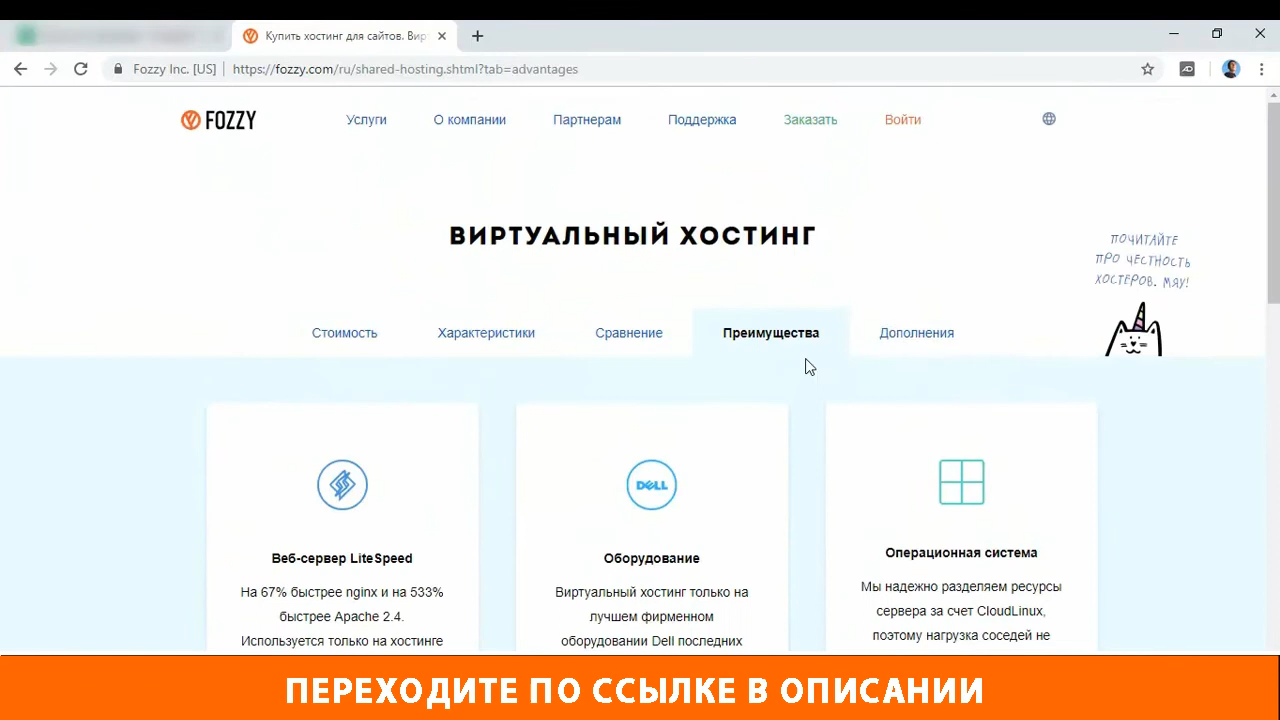 Купить хостинг для сайтов. Вир
Fozzy Inc. [US]
https://fozzy.com/ru/shared-hosting.shtml?tab=advantages
FOZZY
Услуги
О компании
Партнерам
Поддержка
Заказать
Войти
ВИРТУАЛЬНЫЙ ХОСТИНГ
ПОЧИТАЙТЕ
ПРО ЧЕСТНОСТЬ
ХОСТЕРОВ. МЯУ!
Стоимость
Характеристики
Сравнение
Преимущества
Дополнения
Веб-сервер LiteSpeed
На 67% быстрее nginx и на 533%
быстрее Apache 2.4.
Используется только на хостинге
DELL
Оборудование
Виртуальный хостинг только на
лучшем фирменном
оборудовании Dell последних
Операционная система
Мы надежно разделяем ресурсы
сервера за счет CloudLinux,
поэтому нагрузка соседей не
ПЕРЕХОДИТЕ ПО ССЫЛКЕ В ОПИСАНИИ